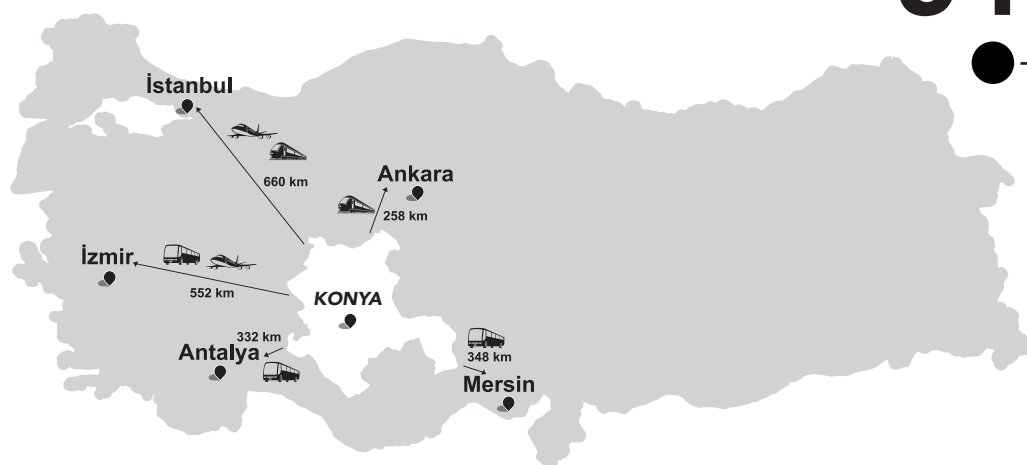 İstanbul
660 km
Ankara
258 km
İzmir
552 km
KONYA
332 km
Antalya
348 km
Mersin